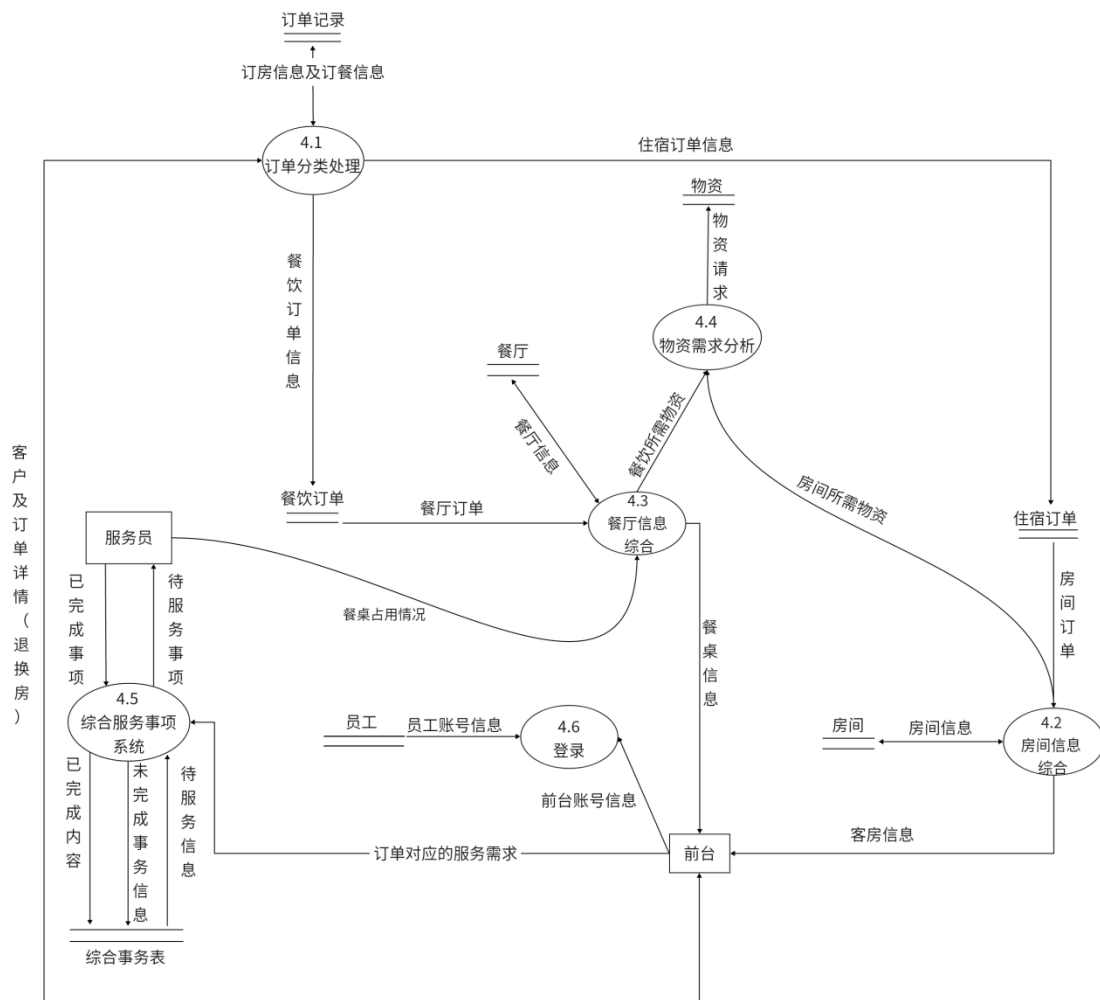 订单记录
订房信息及订餐信息
4.1
订单分类处理
住宿订单信息
物资
物资请求
餐饮订单信息
4.4
物资需求分析
餐厅
餐厅信息
餐饮所需物资
房间所需物资
客户及订单详情（退换房）
餐饮订单
餐厅订单
4.3
餐厅信息
综合
住宿订单
服务员
已完成事项
待服务事项
餐桌占用情况
餐桌信息
房间订单
4.5
综合服务事项
系统
员工
员工账号信息
4.6
登录
房间
房间信息
4.2
房间信息
综合
已完成内容
未完成事务信息
待服务信息
前台账号信息
订单对应的服务需求
前台
客房信息
综合事务表